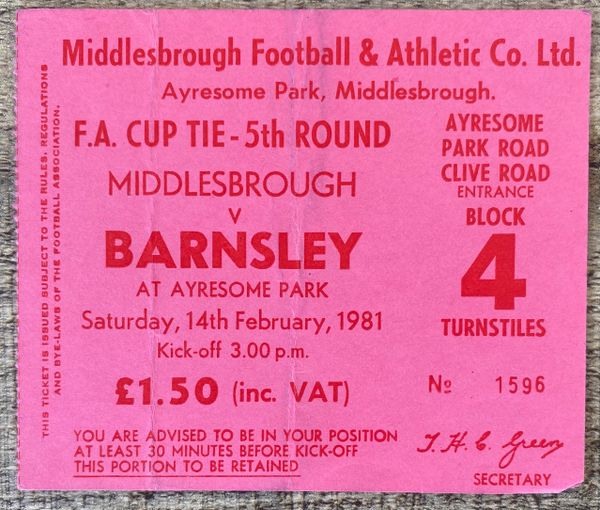 Middlesbrough Football & Athletic Co. Ltd.
Ayresome Park, Middlesbrough.
F.A. CUP TIE - 5th ROUND
MIDDLESBROUGH
v
BARNSLEY
AT AYRESOME PARK
Saturday, 14th February, 1981
Kick-off 3.00 p.m.
£1.50 (inc. VAT)
YOU ARE ADVISED TO BE IN YOUR POSITION
AT LEAST 30 MINUTES BEFORE KICK-OFF
THIS PORTION TO BE RETAINED
AYRESOME
PARK ROAD
CLIVE ROAD
ENTRANCE
BLOCK
4
TURNSTILES
No 1596
T. H. C. Green
SECRETARY
THIS TICKET IS ISSUED SUBJECT TO THE RULES, REGULATIONS
AND BYE-LAWS OF THE FOOTBALL ASSOCIATION.